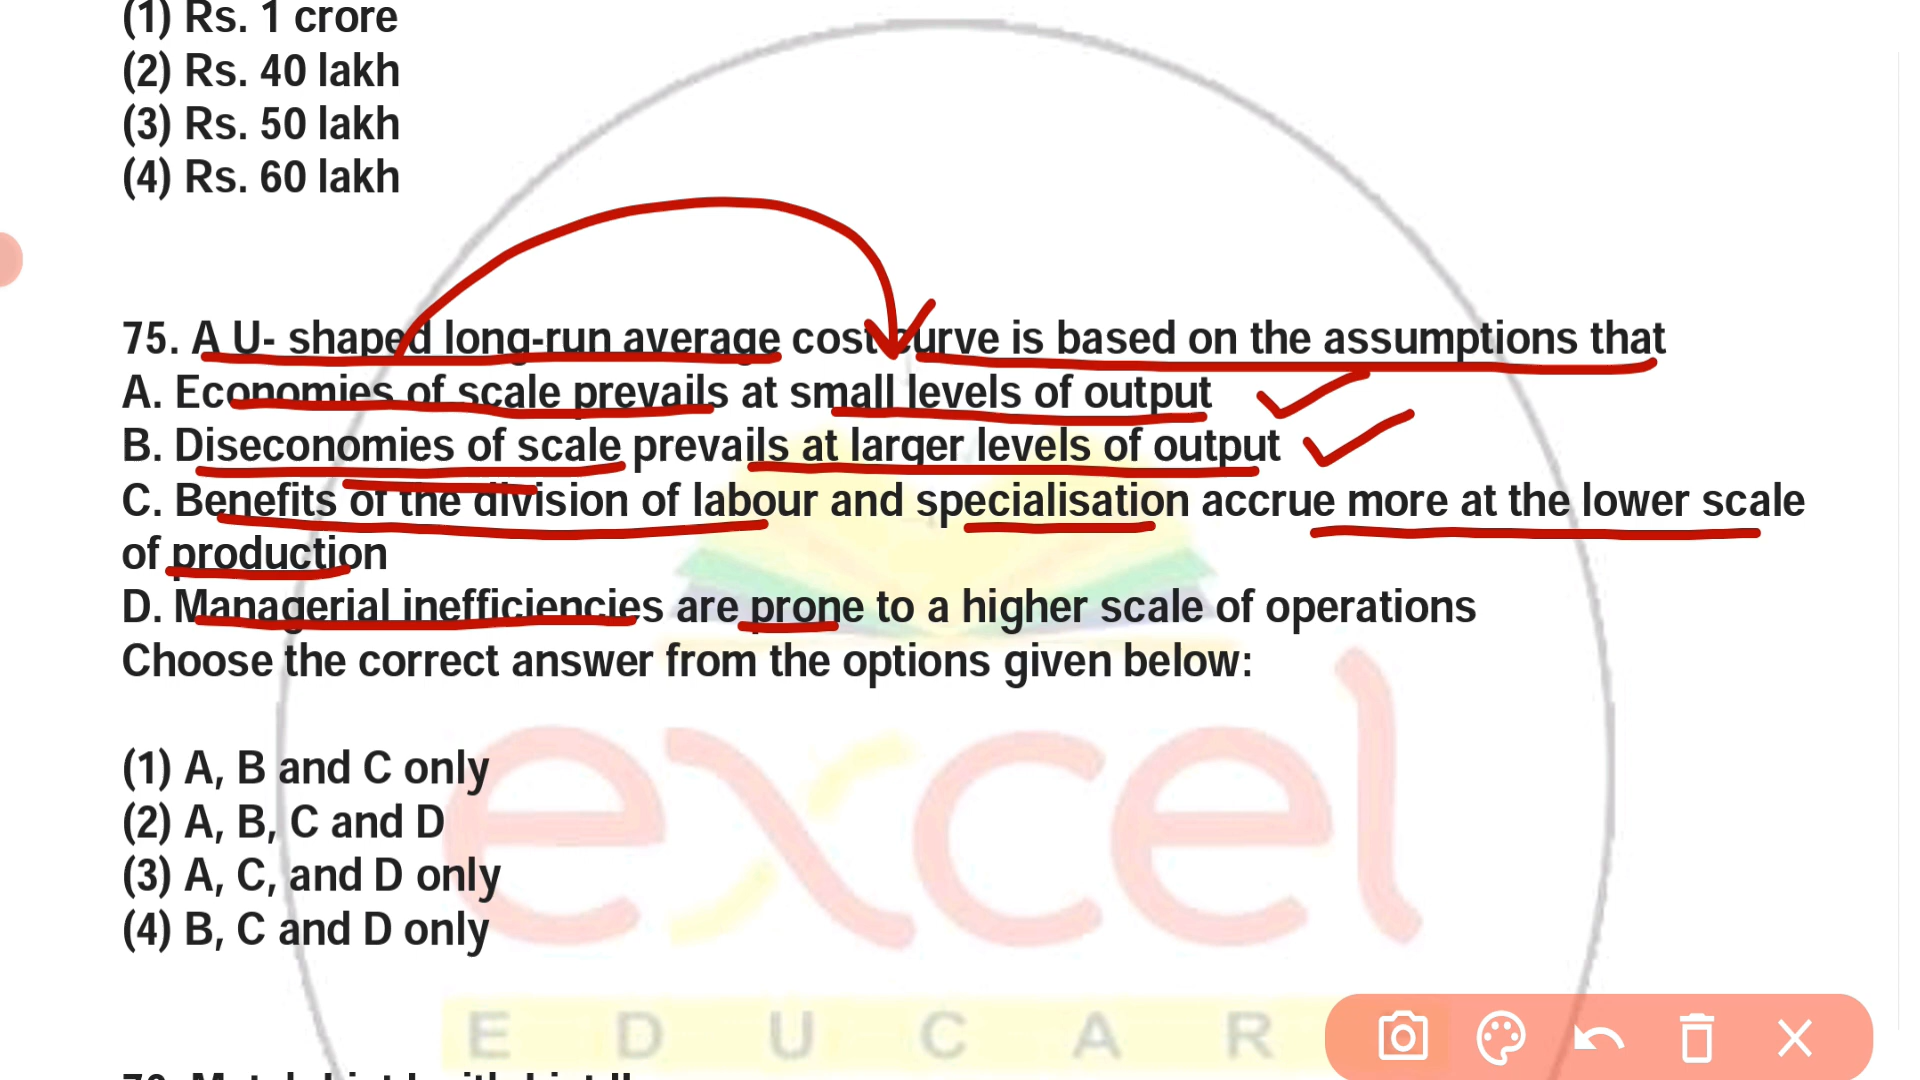 (1) Rs. 1 crore
(2) Rs. 40 lakh
(3) Rs. 50 lakh
(4) Rs. 60 lakh
75. A U- shaped long-run average cost curve is based on the assumptions that
A. Economies of scale prevails at small levels of output
B. Diseconomies of scale prevails at larger levels of output
C. Benefits of the division of labour and specialisation accrue more at the lower scale
of production
D. Managerial inefficiencies are prone to a higher scale of operations
Choose the correct answer from the options given below:
(1) A, B and C only
(2) A, B, C and D
(3) A, C, and D only
(4) B, C and D only
excel
E D U C A R